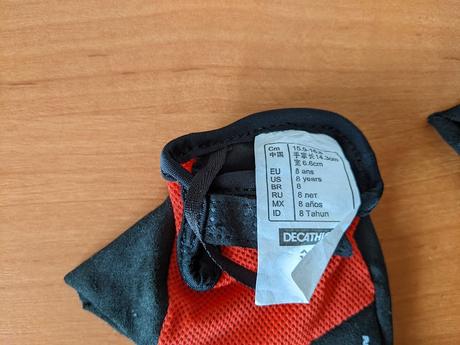 Cm 15.9-16.
中国 手掌长14.3cm
宽 6.6cm
EU 8 ans
US 8 years
BR 8
RU 8 лет
MX 8 años
ID 8 Tahun
DECATH